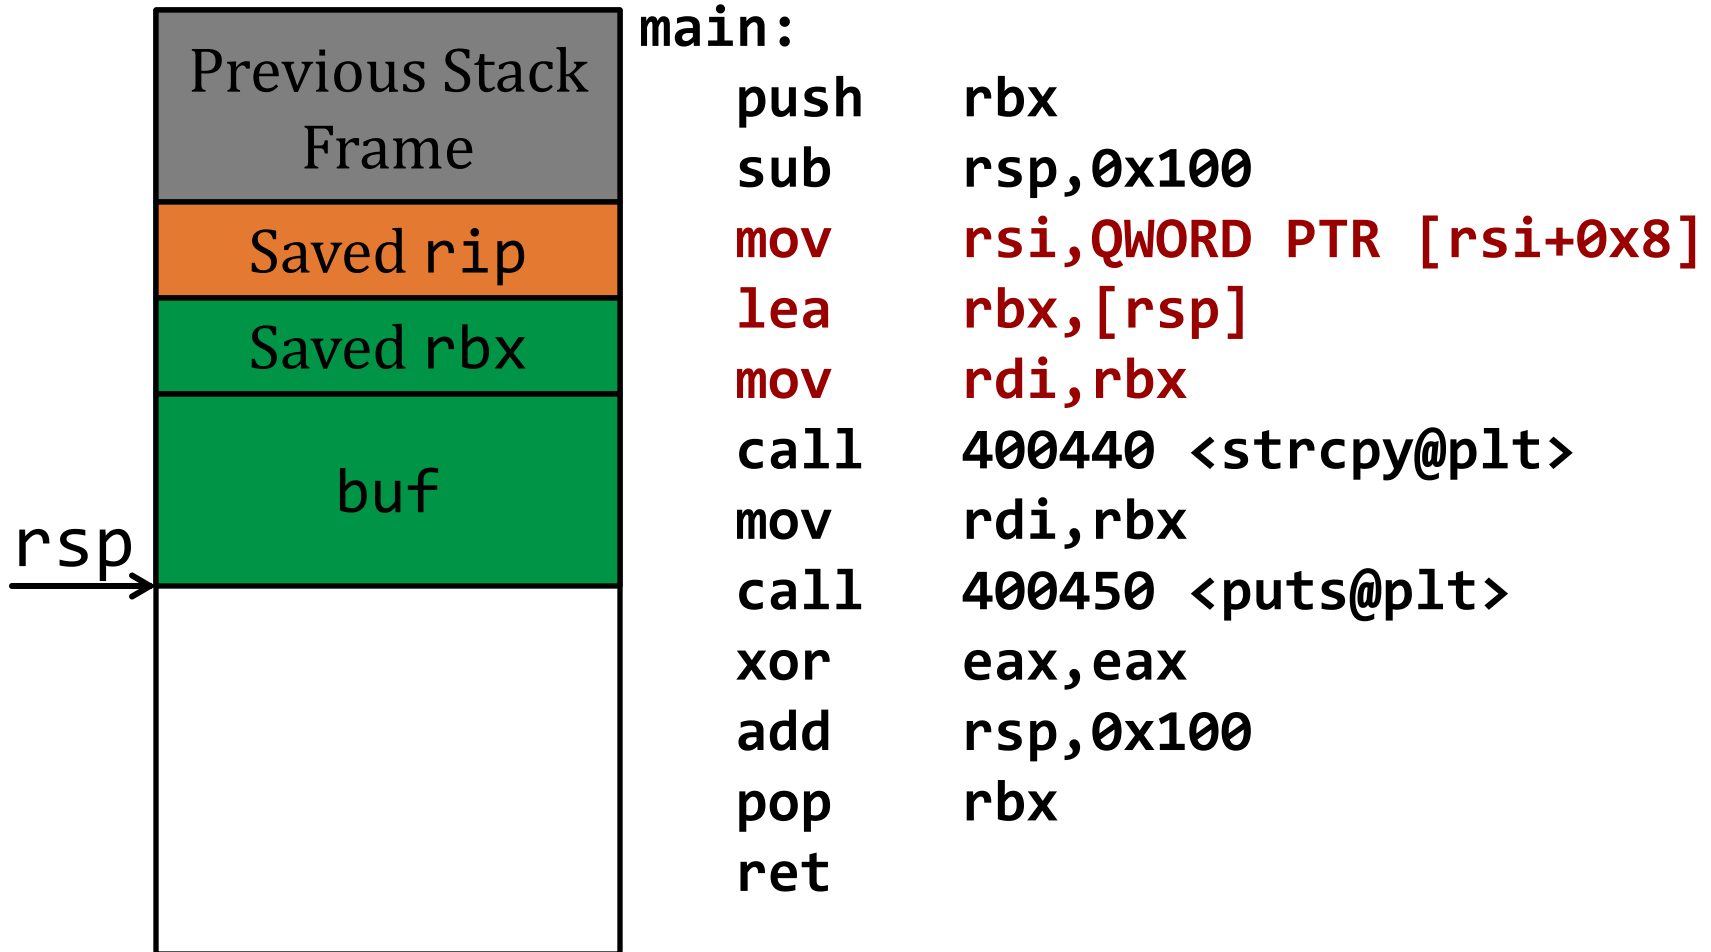 Previous Stack
Frame
Saved rip
Saved rbx
buf
rsp
main:
push rbx
sub rsp,0x100
mov rsi,QWORD PTR [rsi+0x8]
lea rbx,[rsp]
mov rdi,rbx
call 400440 <strcpy@plt>
mov rdi,rbx
call 400450 <puts@plt>
xor eax,eax
add rsp,0x100
pop rbx
ret